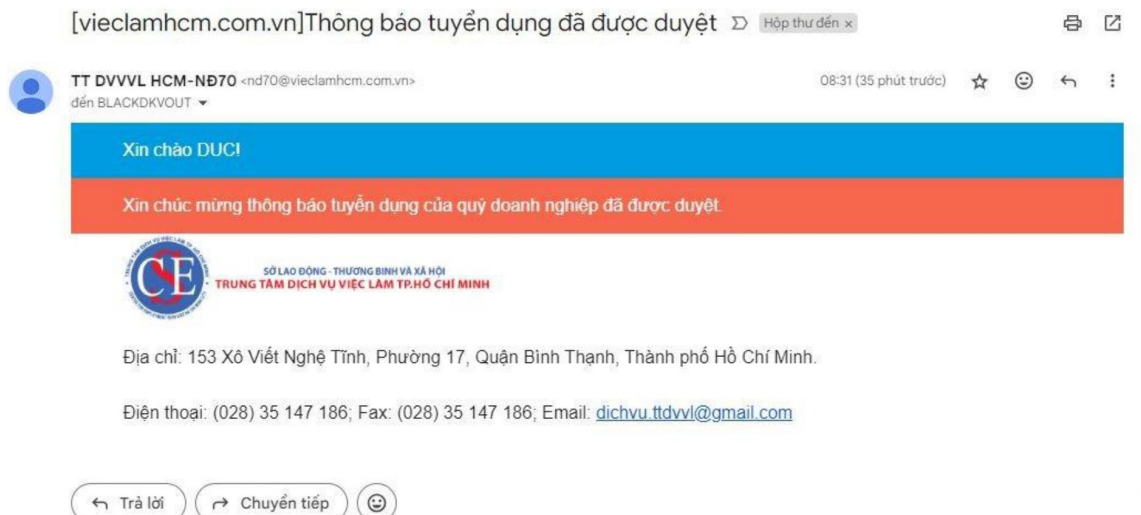 [vieclamhcm.com.vn]Thông báo tuyển dụng đã được duyệt Hộp thư đến ×
TT DVVVL HCM-NĐ70 <nd70@vieclamhcm.com.vn> 08:31 (35 phút trước)
đến BLACKDKVOUT
Xin chào DUC!
Xin chúc mừng thông báo tuyển dụng của quý doanh nghiệp đã được duyệt.
CSE
SỞ LAO ĐỘNG - THƯƠNG BINH VÀ XÃ HỘI
TRUNG TÂM DỊCH VỤ VIỆC LÀM TP.HỒ CHÍ MINH
Địa chỉ: 153 Xô Viết Nghệ Tĩnh, Phường 17, Quận Bình Thạnh, Thành phố Hồ Chí Minh.
Điện thoại: (028) 35 147 186; Fax: (028) 35 147 186; Email: dichvu.ttdvvl@gmail.com
Trả lời Chuyển tiếp